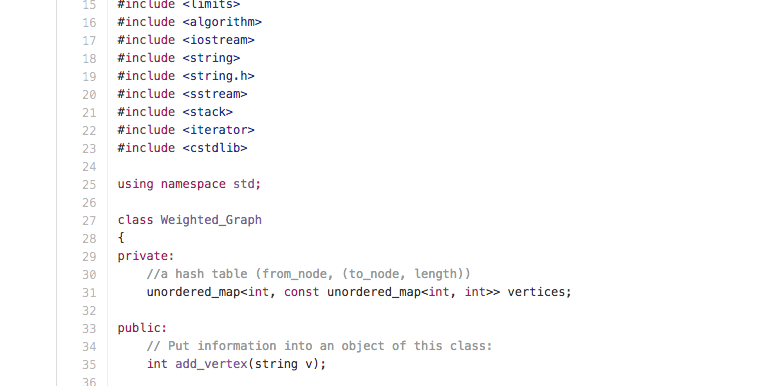 15 #include <limits>
16 #include <algorithm>
17 #include <iostream>
18 #include <string>
19 #include <string.h>
20 #include <sstream>
21 #include <stack>
22 #include <iterator>
23 #include <cstdlib>
24
25 using namespace std;
26
27 class Weighted_Graph
28 {
29 private:
30     //a hash table (from_node, (to_node, length))
31     unordered_map<int, const unordered_map<int, int>> vertices;
32
33 public:
34     // Put information into an object of this class:
35     int add_vertex(string v);
36